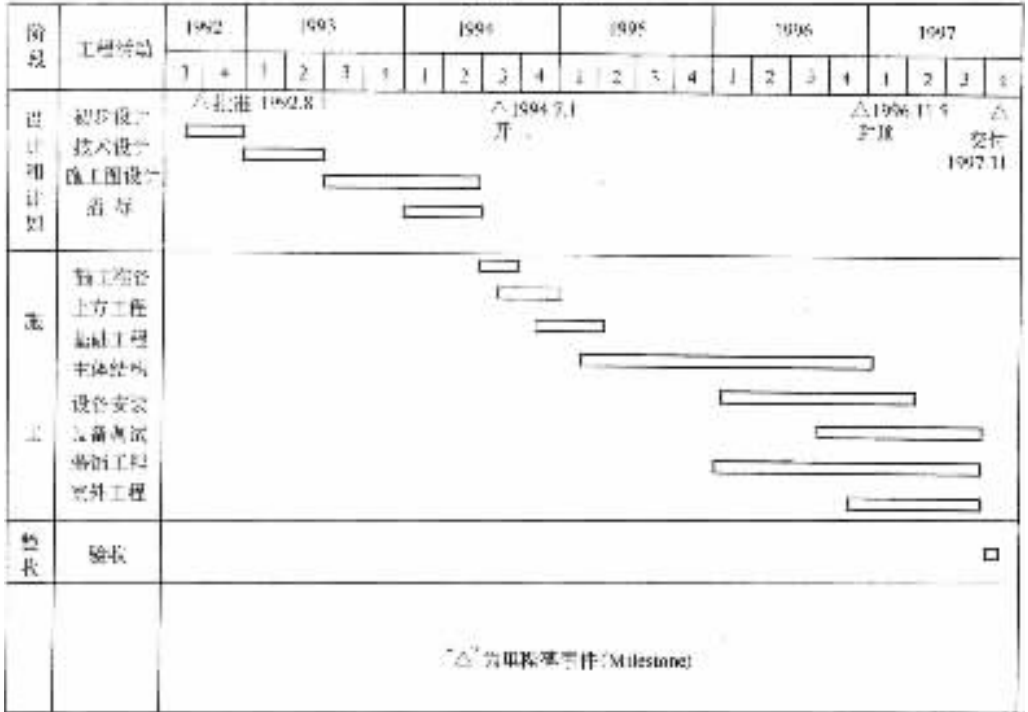 阶段 工程活动 1992 1993 1994 1995 1996 1997
3 4 1 2 3 4 1 2 3 4 1 2 3 4 1 2 3 4 1 2 3 4
设计和计划
初步设计 △批准 1992.8 △1994.7.1 △1996.11.5 △
技术设计 开工 封顶 交付
施工图设计 1997.11
招标
施工
施工准备
土方工程
基础工程
主体结构
设备安装
设备调试
装饰工程
室外工程
验收 验收
"△"为里程碑事件(Milestone)